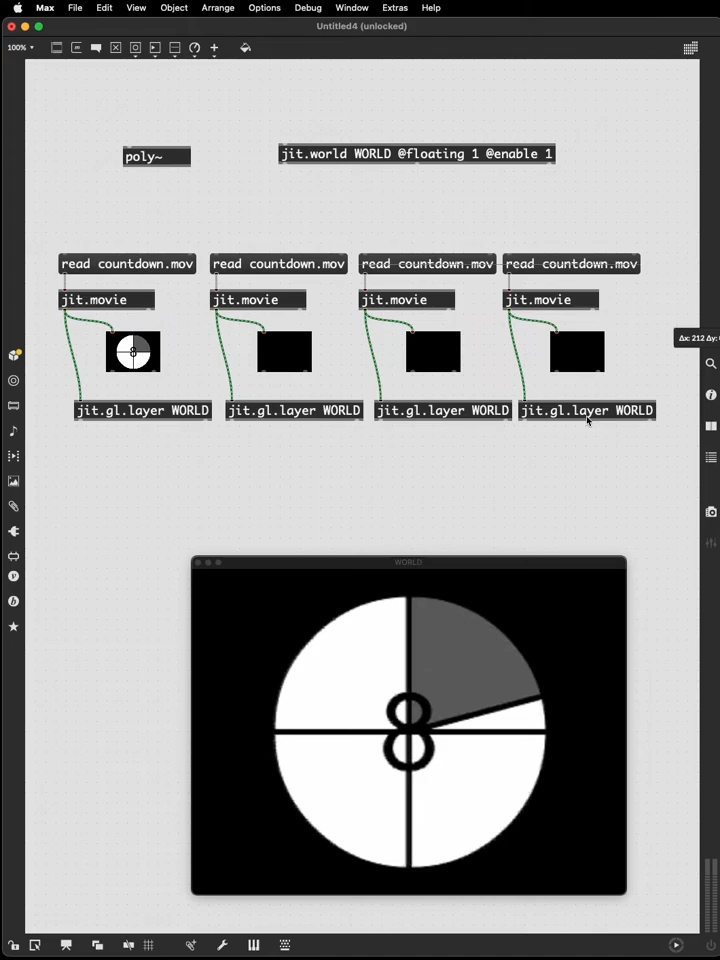 Max File Edit View Object Arrange Options Debug Window Extras Help
Untitled4 (unlocked)
100%
poly~
jit.world WORLD @floating 1 @enable 1
read countdown.mov read countdown.mov read countdown.mov read countdown.mov
jit.movie jit.movie jit.movie jit.movie
8
Δx: 212 Δy:
jit.gl.layer WORLD jit.gl.layer WORLD jit.gl.layer WORLD jit.gl.layer WORLD
WORLD
8